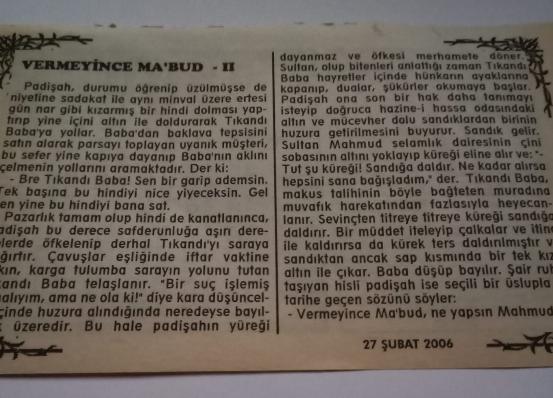 VERMEYİNCE MA'BUD - II
Padişah, durumu öğrenip üzülmüşse de
niyetine sadakat ile aynı minval üzere ertesi
gün nar gibi kızarmış bir hindi dolması yap-
tırıp yine içini altın ile doldurarak Tıkandı
Baba'ya yollar. Baba'dan baklava tepsisini
satın alarak parsayı toplayan uyanık müşteri,
bu sefer yine kapıya dayanıp Baba'nın aklını
çelmenin yollarını aramaktadır. Der ki:
- Bre Tıkandı Baba! Sen bir garip ademsin.
Tek başına bu hindiyi nice yiyeceksin. Gel
en yine bu hindiyi bana sat.
Pazarlık tamam olup hindi de kanatlanınca,
adişah bu derece safderunluğa aşırı dere-
elerde öfkelenip derhal Tıkandı'yı saraya
ağırtır. Çavuşlar eşliğinde iftar vaktine
kın, karga tulumba sarayın yolunu tutan
kandı Baba telaşlanır. "Bir suç işlemiş
alıyım, ama ne ola ki!" diye kara düşüncel-
içinde huzura alındığında neredeyse bayıl-
k üzeredir. Bu hale padişahın yüreği
dayanmaz ve öfkesi merhamete döner.
Sultan, olup bitenleri anlattığı zaman Tıkandı
Baba hayretler içinde hünkarın ayaklarına
kapanıp, dualar, şükürler okumaya başlar.
Padişah ona son bir hak daha tanımayı
isteyip doğruca hazine-i hassa odasındaki
altın ve mücevher dolu sandıklardan birinin
huzura getirilmesini buyurur. Sandık gelir.
Sultan Mahmud selamlık dairesinin çini
sobasının altını yoklayıp küreği eline alır ve: "-
Tut şu küreği! Sandığa daldır. Ne kadar alırsa
hepsini sana bağışladım," der. Tıkandı Baba,
makus talihinin böyle bağteten muradına
muvafık harekatından fazlasıyla heyecan-
lanır. Sevinçten titreye titreye küreği sandığa
daldırır. Bir müddet iteleyip çalkalar ve itina
ile kaldırırsa da kürek ters daldırılmıştır v
sandıktan ancak sap kısmında bir tek kız
altın ile çıkar. Baba düşüp bayılır. Şair ruh
taşıyan hisli padişah ise seçili bir üslupla
tarihe geçen sözünü söyler:
- Vermeyince Ma'bud, ne yapsın Mahmud
27 ŞUBAT 2006